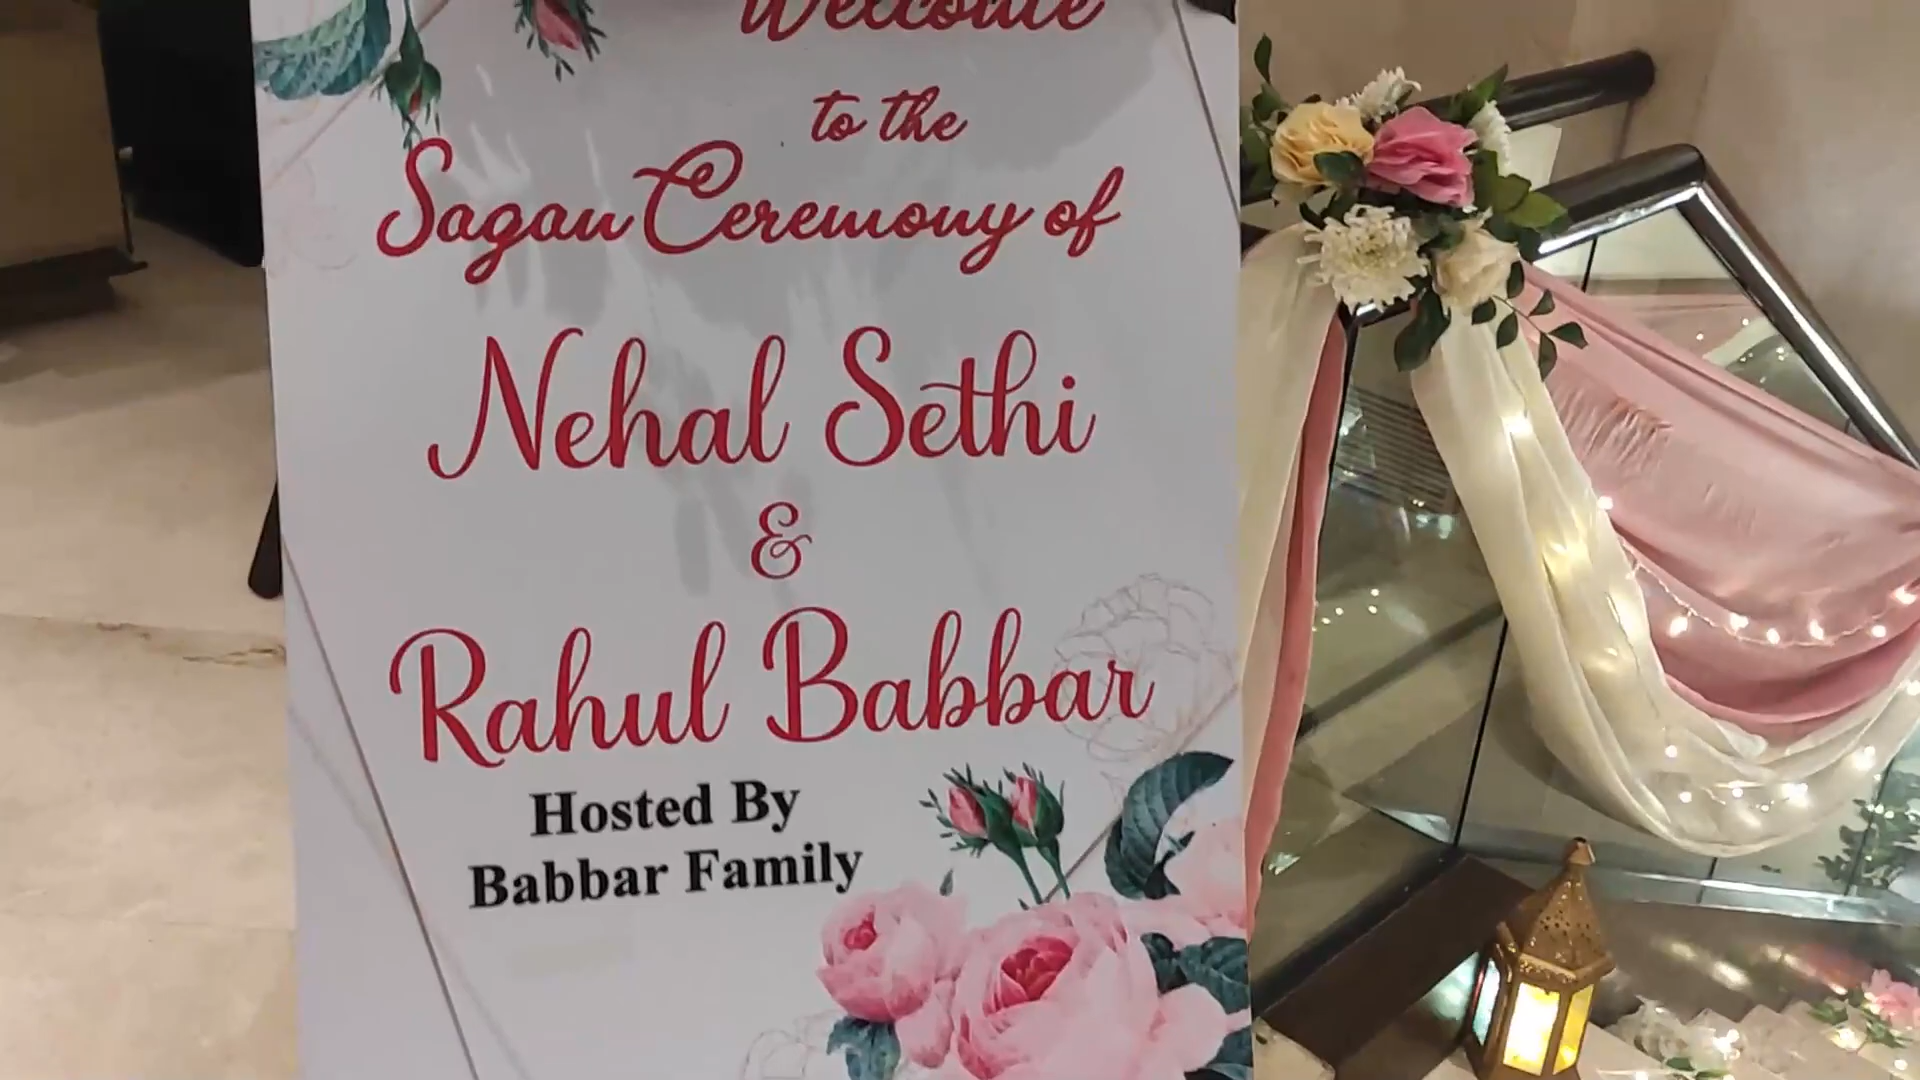 Welcome
to the
Sagan Ceremony of
Nehal Sethi
&
Rahul Babbar
Hosted By
Babbar Family